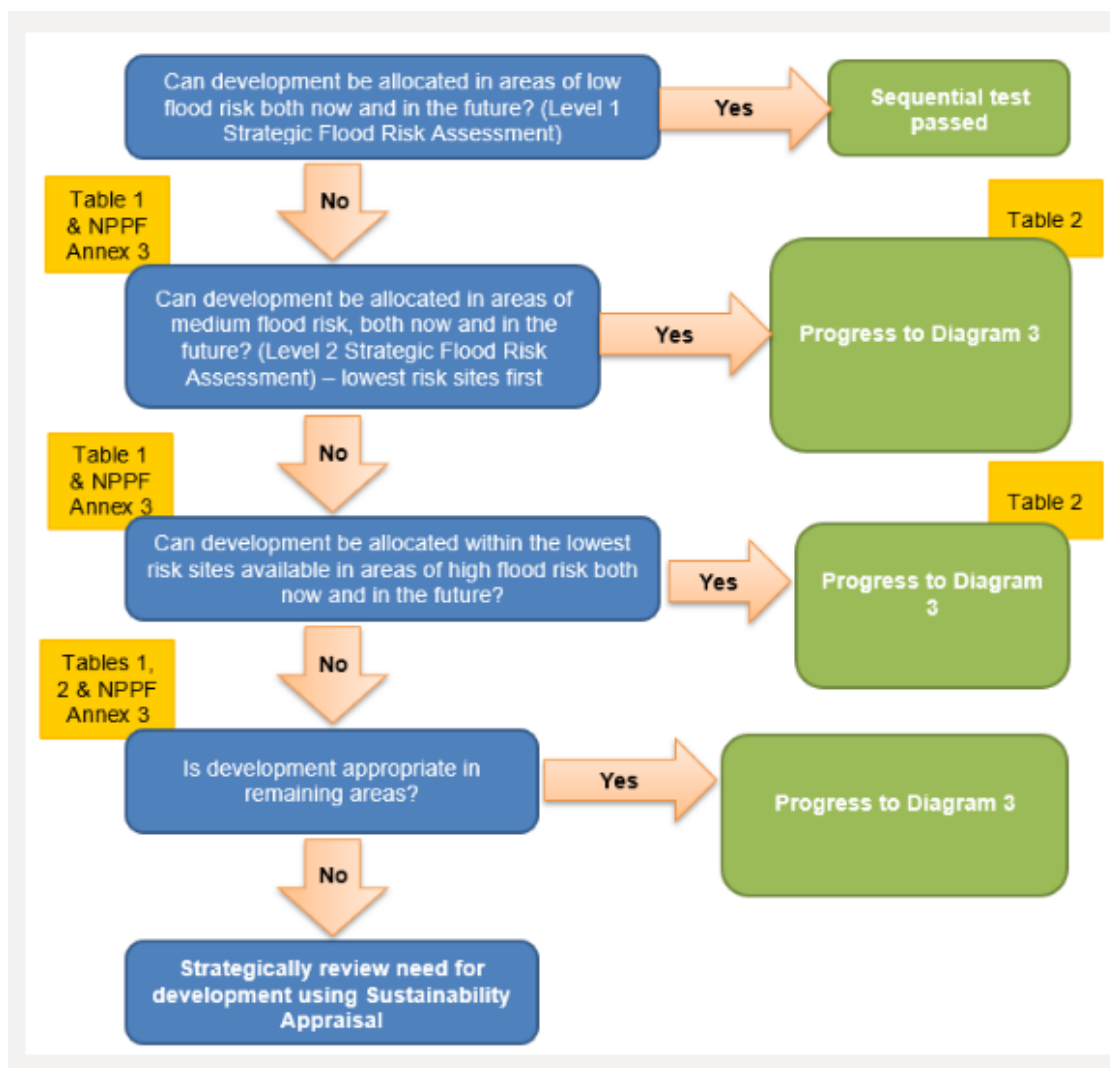 Can development be allocated in areas of low
flood risk both now and in the future? (Level 1
Strategic Flood Risk Assessment)
Yes
Sequential test
passed
No
Table 1
& NPPF
Annex 3
Table 2
Can development be allocated in areas of
medium flood risk, both now and in the
future? (Level 2 Strategic Flood Risk
Assessment) – lowest risk sites first
Yes
Progress to Diagram 3
No
Table 1
& NPPF
Annex 3
Table 2
Can development be allocated within the lowest
risk sites available in areas of high flood risk both
now and in the future?
Yes
Progress to Diagram
3
No
Tables 1,
2 & NPPF
Annex 3
Is development appropriate in
remaining areas?
Yes
Progress to Diagram 3
No
Strategically review need for
development using Sustainability
Appraisal